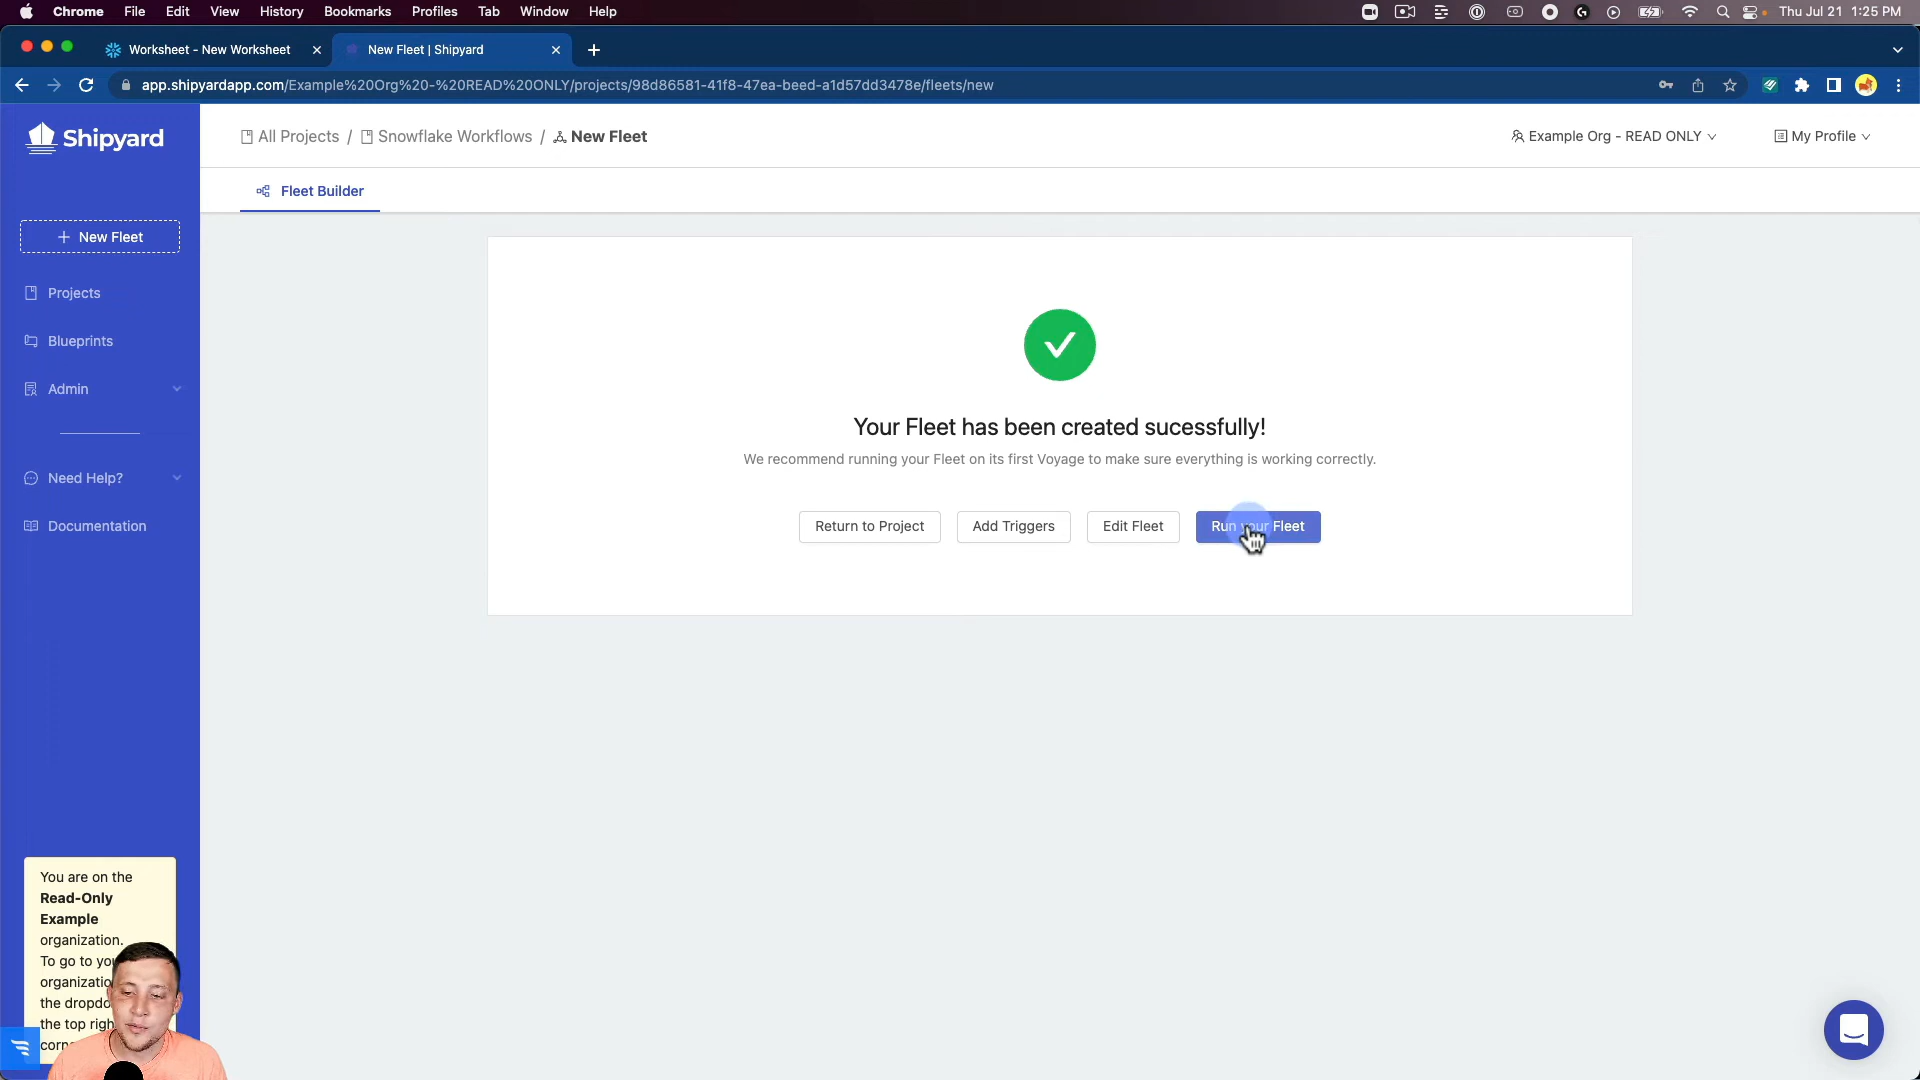 Chrome File Edit View History Bookmarks Profiles Tab Window Help Thu Jul 21 1:25 PM
Worksheet - New Worksheet New Fleet | Shipyard
app.shipyardapp.com/Example%20Org%20-%20READ%20ONLY/projects/98d86581-41f8-47ea-beed-a1d57dd3478e/fleets/new
Shipyard
All Projects / Snowflake Workflows / New Fleet
Example Org - READ ONLY
My Profile
Fleet Builder
+ New Fleet
Projects
Blueprints
Admin
Need Help?
Documentation
Your Fleet has been created sucessfully!
We recommend running your Fleet on its first Voyage to make sure everything is working correctly.
Return to Project Add Triggers Edit Fleet Run your Fleet
You are on the
Read-Only
Example
organization.
To go to
the
the top